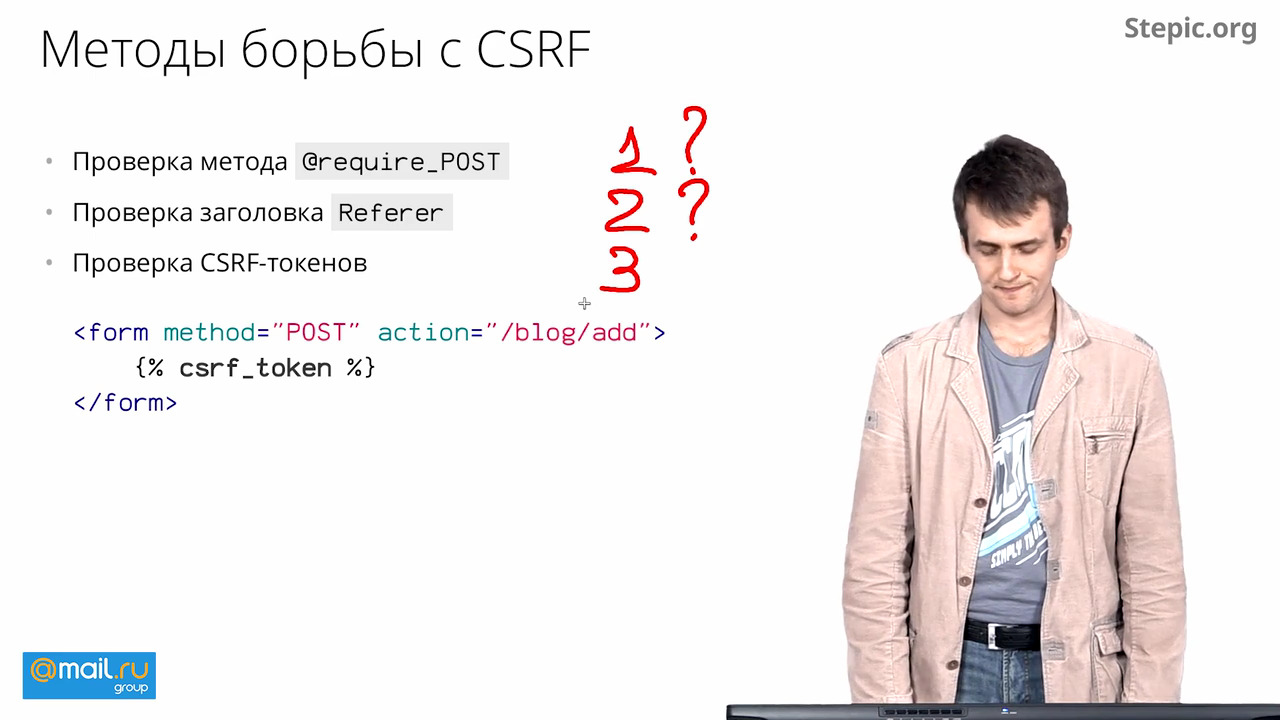 Методы борьбы с CSRF
Stepic.org
Проверка метода @require_POST
1 ?
Проверка заголовка Referer
2 ?
Проверка CSRF-токенов
3
<form method="POST" action="/blog/add">
{% csrf_token %}
</form>
SIMPLY
@mail.ru
group